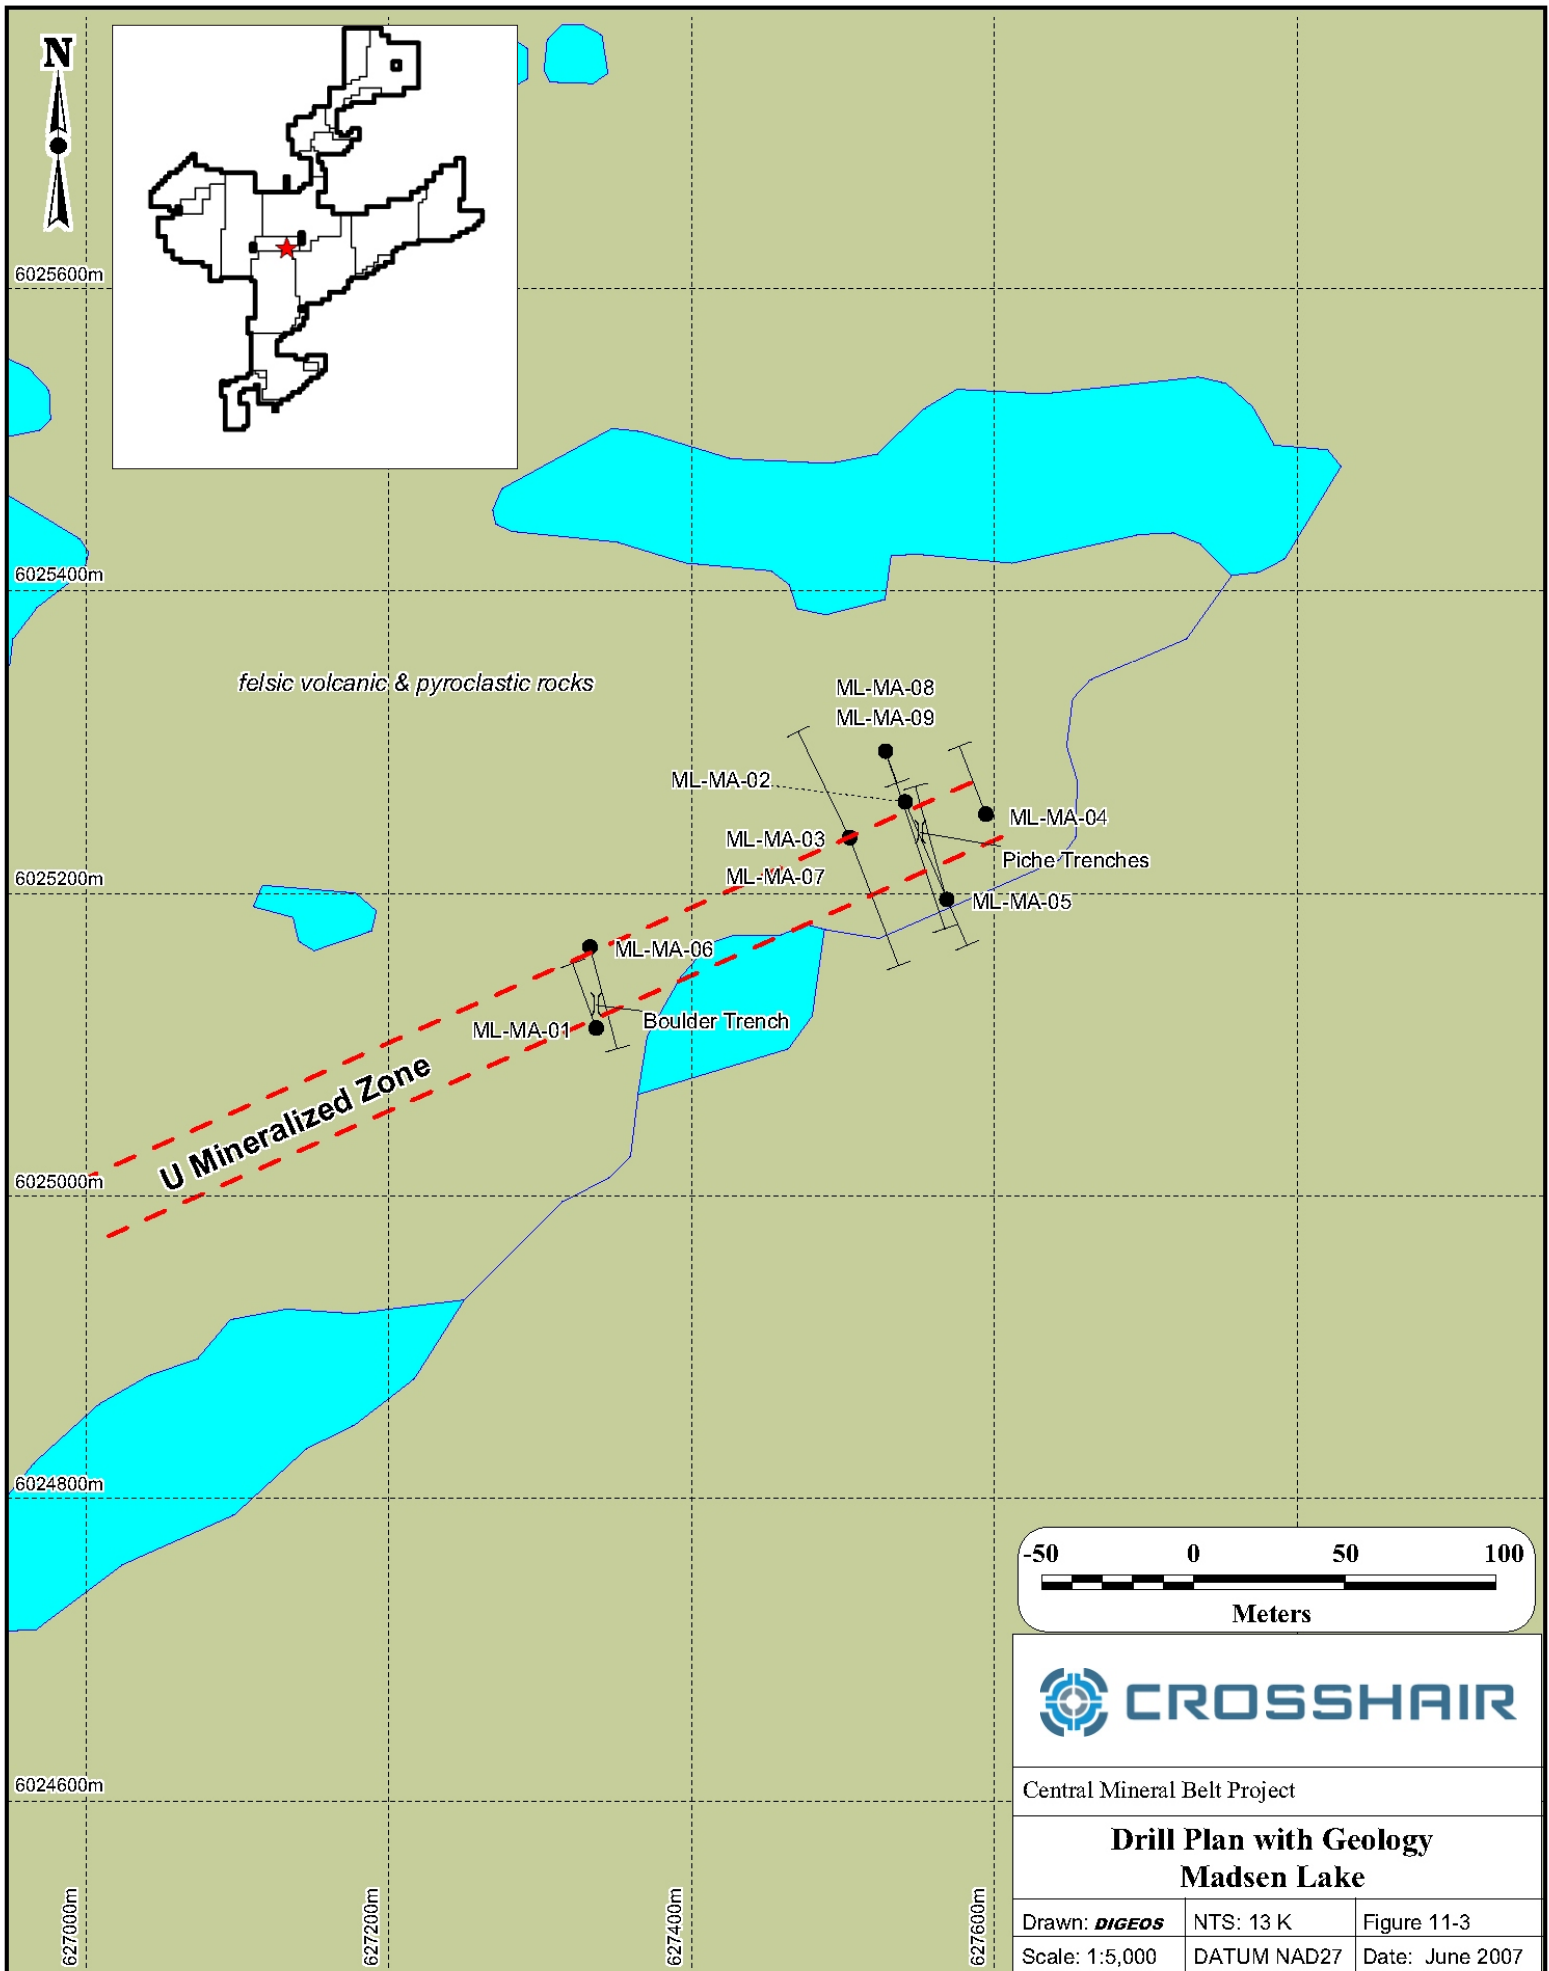 N
6025600m
6025400m
felsic volcanic & pyroclastic rocks
ML-MA-08
ML-MA-09
ML-MA-02
ML-MA-03
ML-MA-04
Piche Trenches
ML-MA-07
6025200m
ML-MA-05
ML-MA-06
Boulder Trench
ML-MA-01
U Mineralized Zone
6025000m
6024800m
6024600m
627000m
627200m
627400m
627600m
-50 0 50 100
Meters
CROSSHAIR
Central Mineral Belt Project
Drill Plan with Geology
Madsen Lake
Drawn: DIGEOS NTS: 13 K Figure 11-3
Scale: 1:5,000 DATUM NAD27 Date: June 2007